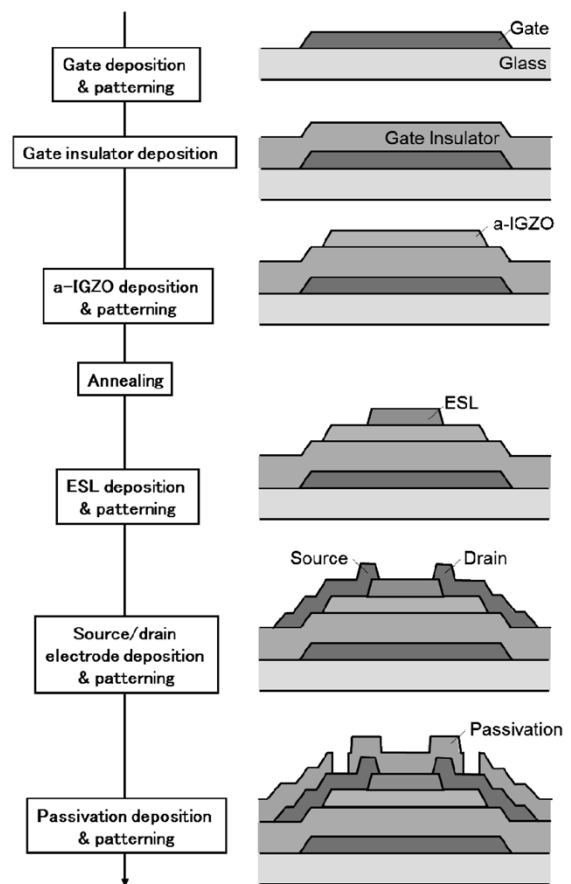 Gate
Glass
Gate deposition
& patterning
Gate insulator deposition
Gate Insulator
a-IGZO
a-IGZO deposition
& patterning
Annealing
ESL
ESL deposition
& patterning
Source
Drain
Source/drain
electrode deposition
& patterning
Passivation
Passivation deposition
& patterning